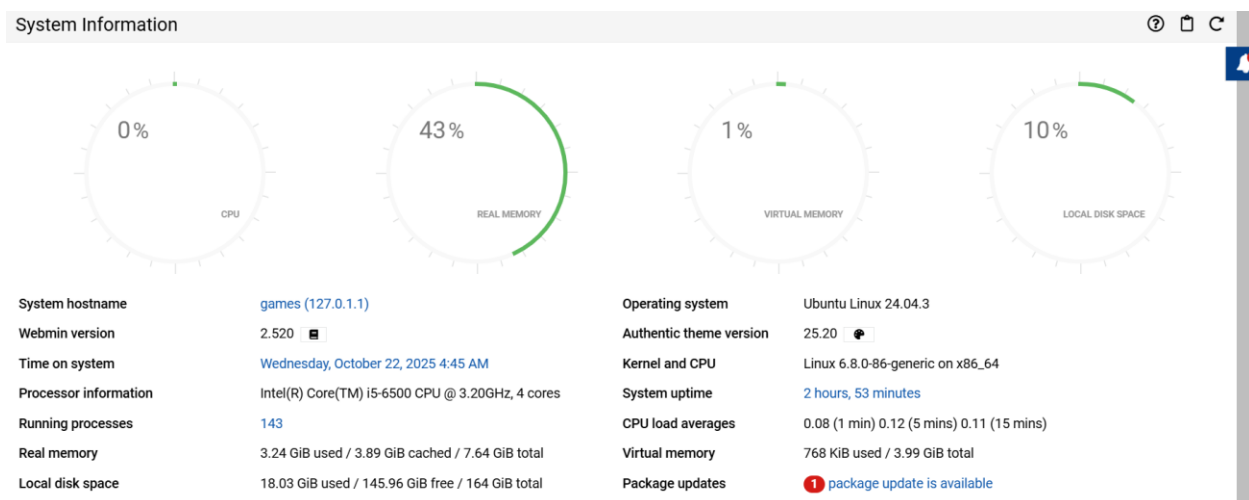 System Information
0% 43% 1% 10%
CPU REAL MEMORY VIRTUAL MEMORY LOCAL DISK SPACE
System hostname games (127.0.1.1) Operating system Ubuntu Linux 24.04.3
Webmin version 2.520 Authentic theme version 25.20
Time on system Wednesday, October 22, 2025 4:45 AM Kernel and CPU Linux 6.8.0-86-generic on x86_64
Processor information Intel(R) Core(TM) i5-6500 CPU @ 3.20GHz, 4 cores System uptime 2 hours, 53 minutes
Running processes 143 CPU load averages 0.08 (1 min) 0.12 (5 mins) 0.11 (15 mins)
Real memory 3.24 GiB used / 3.89 GiB cached / 7.64 GiB total Virtual memory 768 KiB used / 3.99 GiB total
Local disk space 18.03 GiB used / 145.96 GiB free / 164 GiB total Package updates 1 package update is available